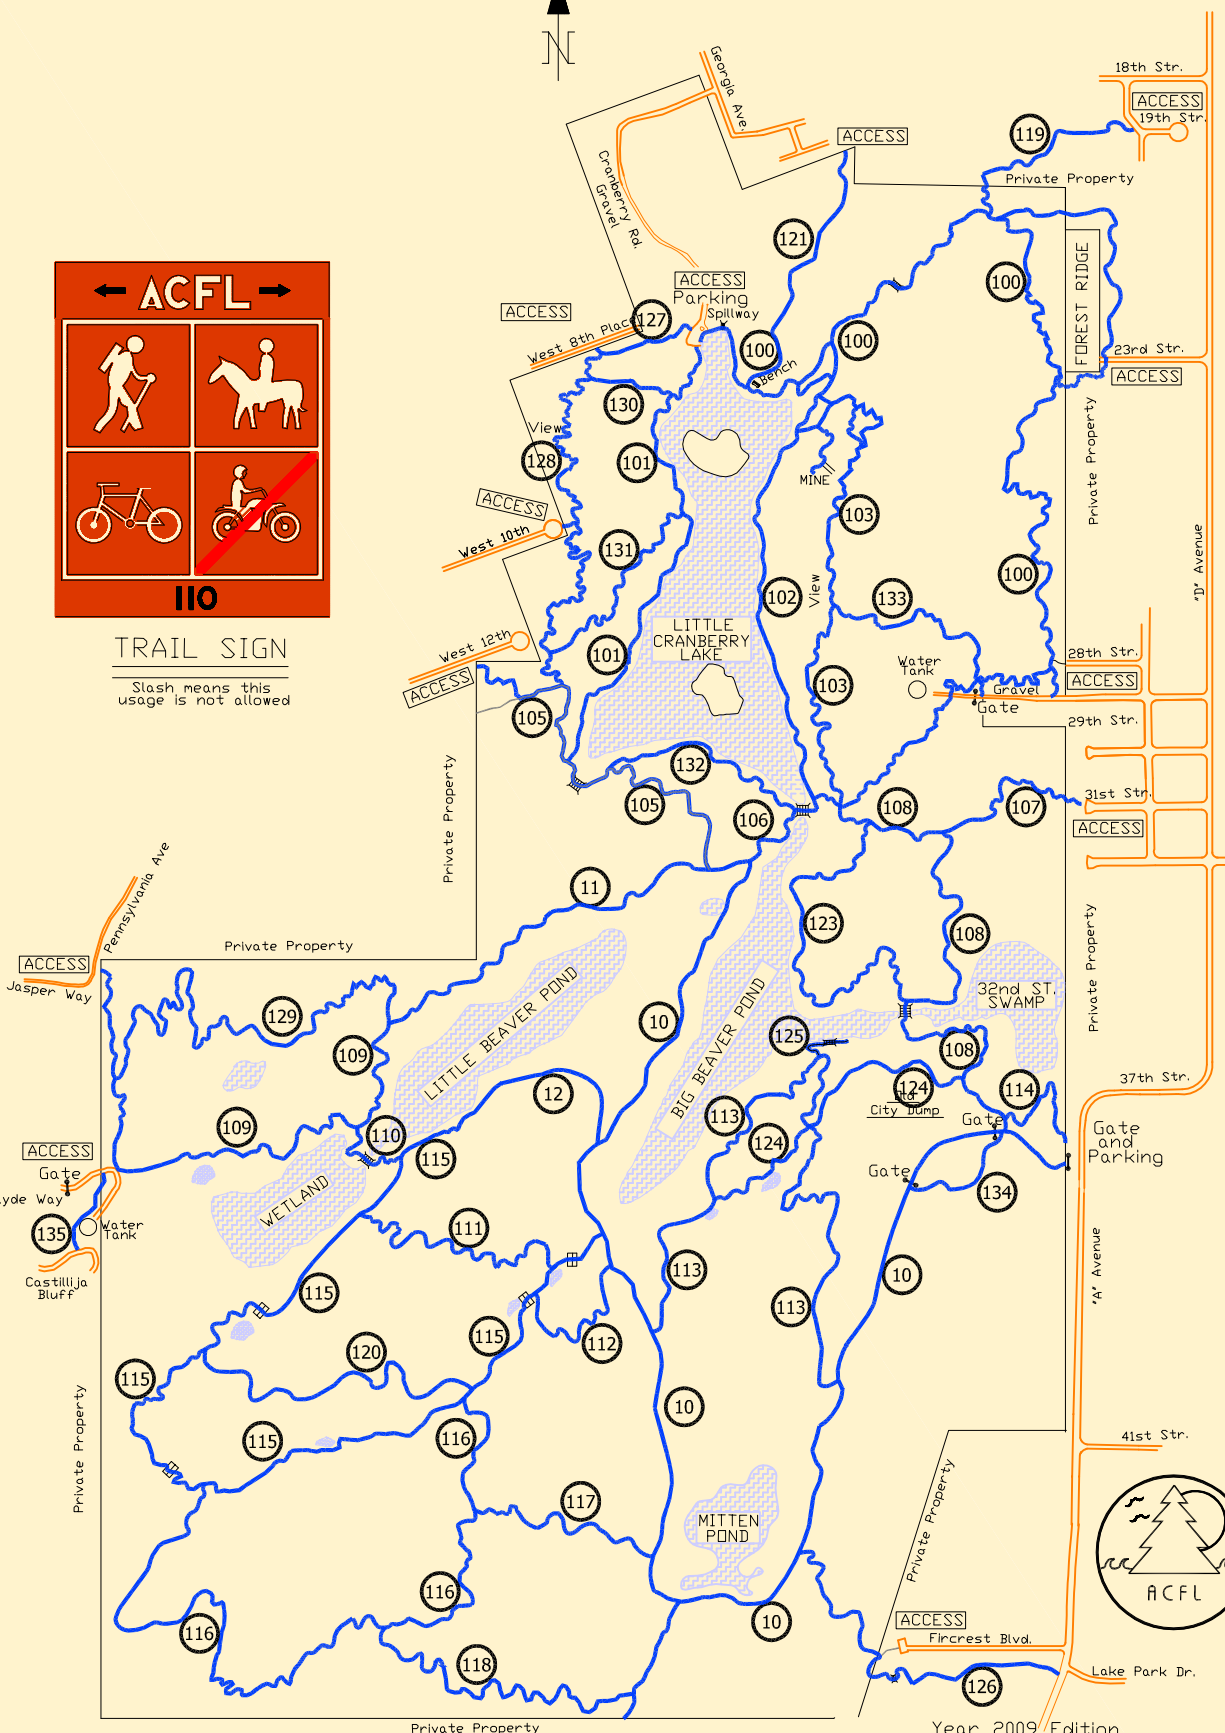 N
Georgia Ave.
18th Str.
ACCESS
19th Str.
119
ACCESS
Private Property
Cranberry Rd.
Gravel
121
FOREST RIDGE
← ACFL →
ACCESS
Parking
Spillway
100
ACCESS
127
West 8th Place
100
100
Bench
23rd Str.
ACCESS
130
View
128
101
Private Property
MINE
ACCESS
103
West 10th
131
100
"D" Avenue
110
102
View
133
TRAIL SIGN
Slash means this
usage is not allowed
LITTLE
CRANBERRY
LAKE
West 12th
101
Water
Tank
28th Str.
ACCESS
ACCESS
103
Gravel
Gate
105
29th Str.
132
Private Property
105
106
108
107
31st Str.
ACCESS
Pennsylvania Ave
11
123
108
Private Property
Private Property
ACCESS
Jasper Way
LITTLE BEAVER POND
BIG BEAVER POND
32nd ST.
SWAMP
129
10
125
109
108
12
124
114
37th Str.
City Dump
113
Gate
109
110
124
Gate
and
Parking
115
ACCESS
Gate
Gate
WETLAND
134
yde Way
135
Water
Tank
111
Castillija
Bluff
113
10
115
113
"A" Avenue
115
112
120
115
Private Property
10
115
116
41st Str.
117
MITTEN
POND
Private Property
116
ACFL
116
10
ACCESS
Fircrest Blvd.
118
126
Lake Park Dr.
Private Property
Year 2009 Edition